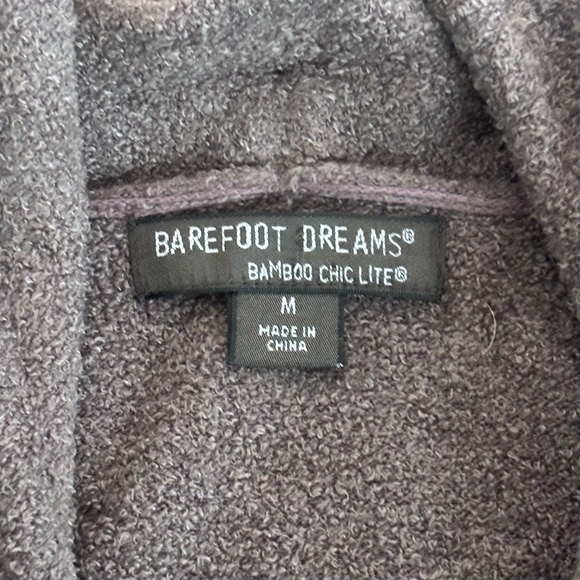 BAREFOOT DREAMS®
BAMBOO CHIC LITE®
M
MADE IN
CHINA